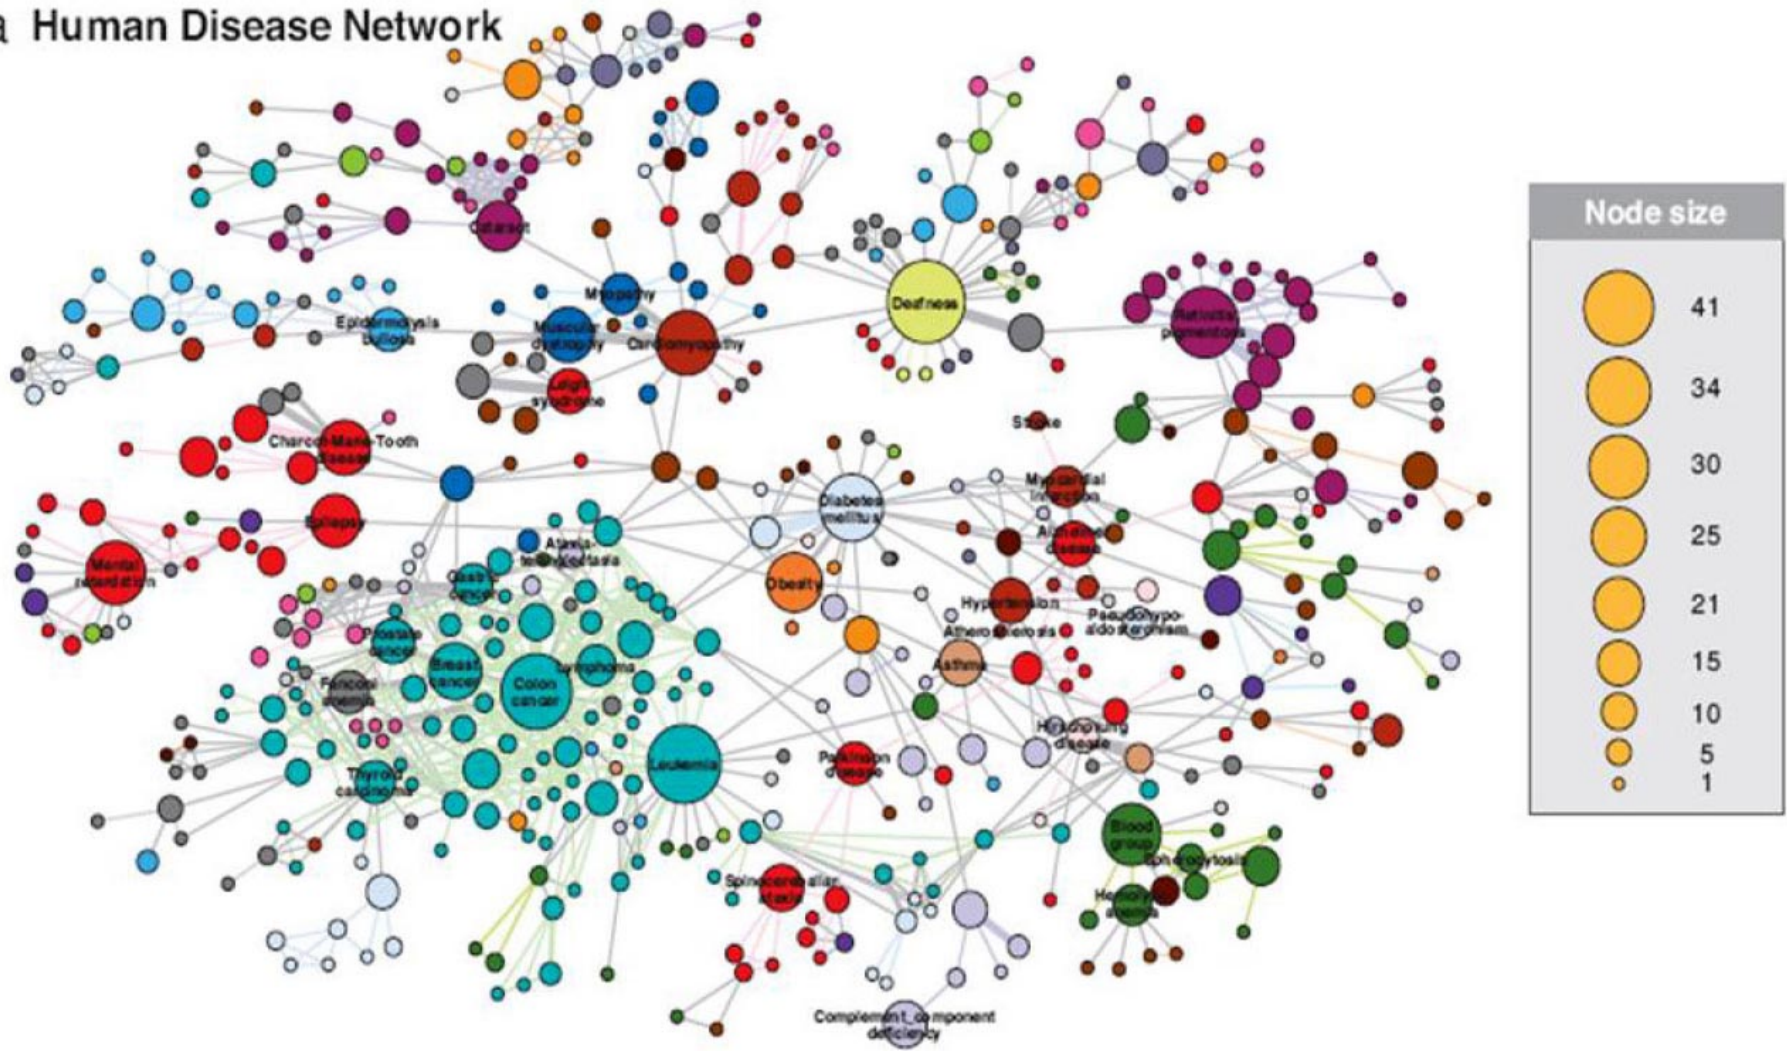 a Human Disease Network
Cataract
Myopathy
Epidermolysis
bullosa
Muscular
dystrophy
Cardiomyopathy
Deafness
Retinitis
pigmentosa
Leigh
syndrome
Charcot-Marie-Tooth
disease
Stroke
Myocardial
infarction
Diabetes
mellitus
Epilepsy
Mental
retardation
Ataxia-
telangiectasia
Alzheimer
disease
Gastric
cancer
Obesity
Hypertension
Pseudohypo-
aldosteronism
Prostate
cancer
Atherosclerosis
Breast
cancer
Lymphoma
Asthma
Fanconi
anemia
Colon
cancer
Hirschprung
disease
Parkinson
disease
Leukemia
Thyroid
carcinoma
Blood
group
Spherocytosis
Spinocerebellar
ataxia
Hemolytic
anemia
Complement_component
deficiency
Node size
41
34
30
25
21
15
10
5
1